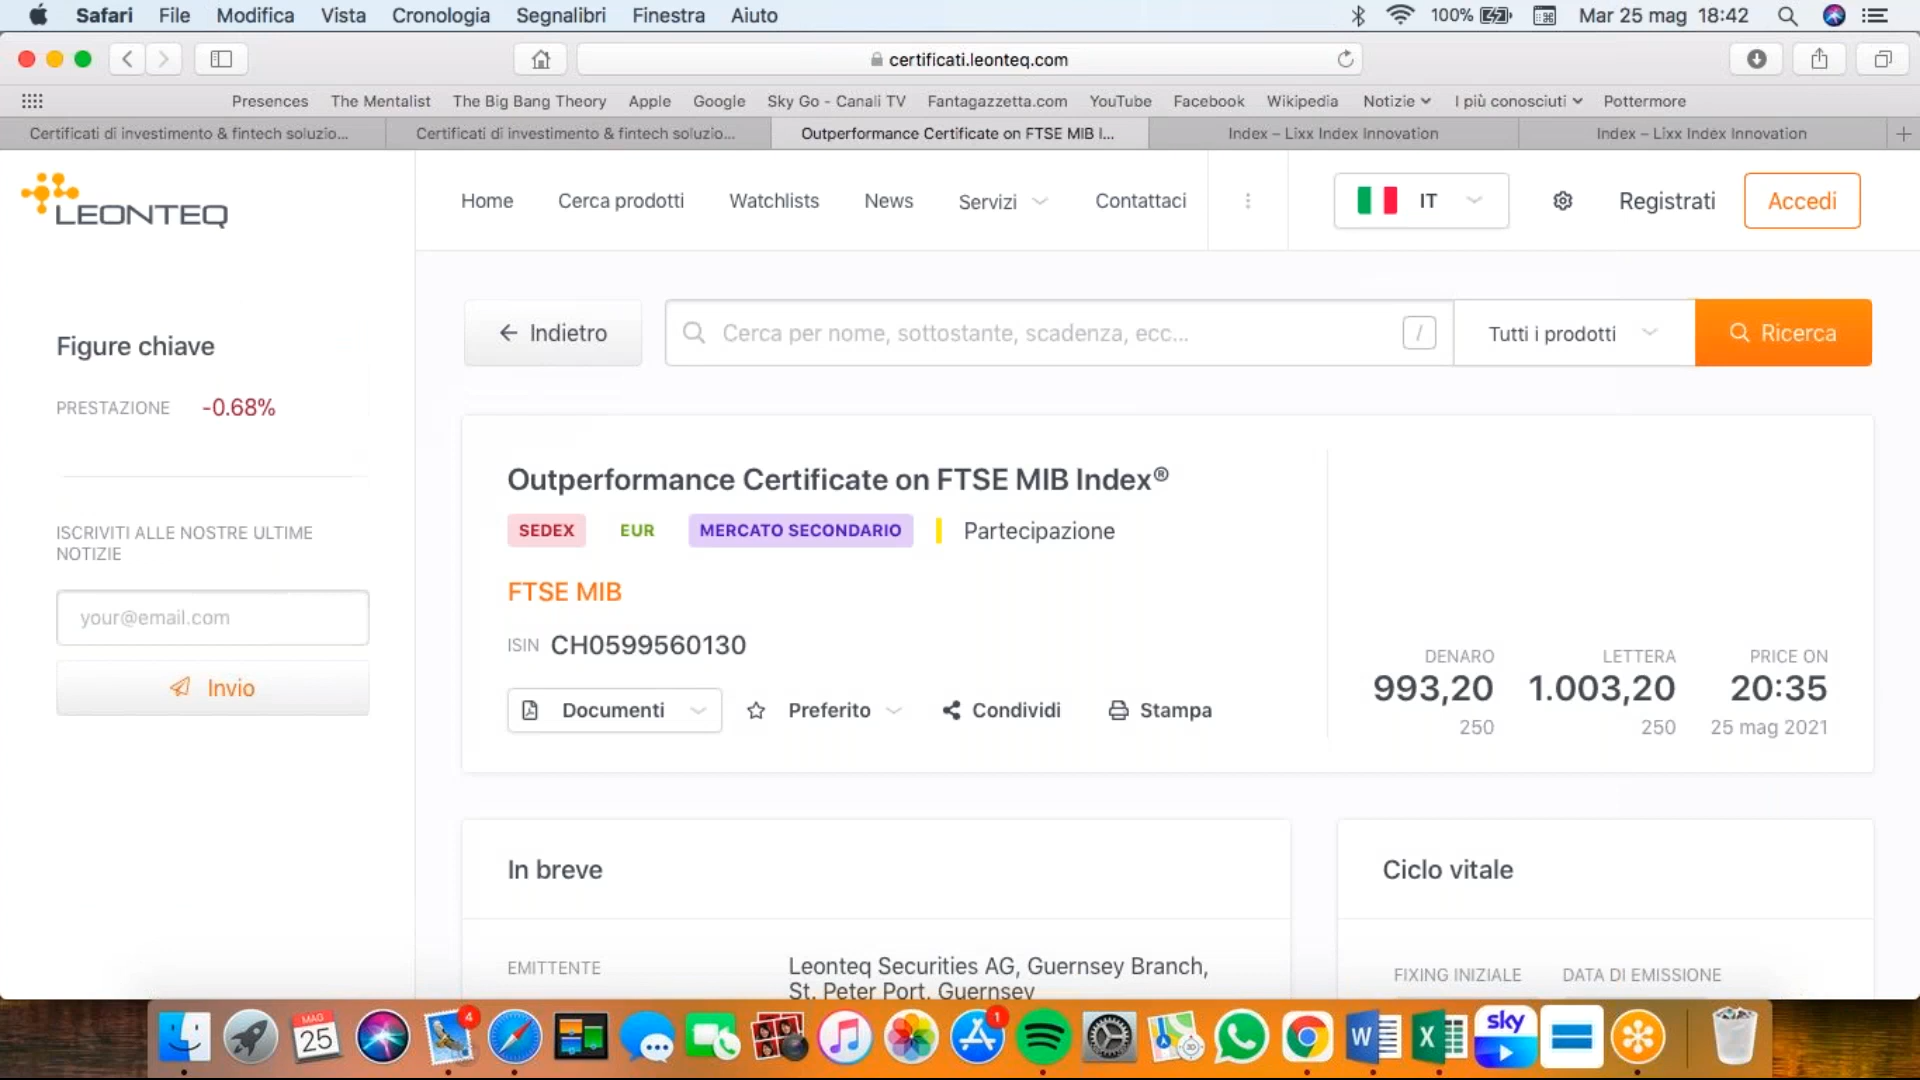 Safari File Modifica Vista Cronologia Segnalibri Finestra Aiuto 100% Mar 25 mag 18:42
certificati.leonteq.com
Presences The Mentalist The Big Bang Theory Apple Google Sky Go - Canali TV Fantagazzetta.com YouTube Facebook Wikipedia Notizie I più conosciuti Pottermore
Certificati di investimento & fintech soluzio... Certificati di investimento & fintech soluzio... Outperformance Certificate on FTSE MIB I... Index – Lixx Index Innovation Index – Lixx Index Innovation
LEONTEQ
Home Cerca prodotti Watchlists News Servizi Contattaci IT Registrati Accedi
Indietro Cerca per nome, sottostante, scadenza, ecc... / Tutti i prodotti Ricerca
Figure chiave
PRESTAZIONE -0.68%
ISCRIVITI ALLE NOSTRE ULTIME
NOTIZIE
your@email.com
Invio
Outperformance Certificate on FTSE MIB Index®
SEDEX EUR MERCATO SECONDARIO Partecipazione
FTSE MIB
ISIN CH0599560130
Documenti Preferito Condividi Stampa
DENARO LETTERA PRICE ON
993,20 1.003,20 20:35
250 250 25 mag 2021
In breve
EMITTENTE Leonteq Securities AG, Guernsey Branch,
St. Peter Port, Guernsey
Ciclo vitale
FIXING INIZIALE DATA DI EMISSIONE
MAG
25
4
1
W
X
sky